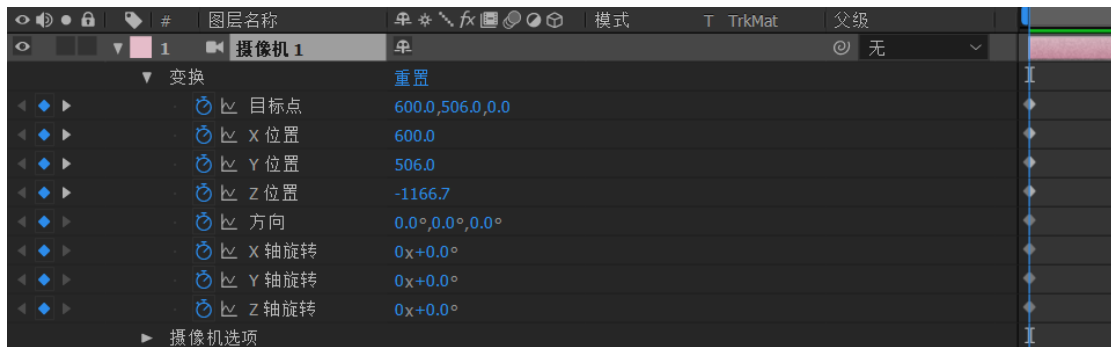 # 图层名称 模式 T TrkMat 父级
1 摄像机 1 无
变换 重置
目标点 600.0,506.0,0.0
X 位置 600.0
Y 位置 506.0
Z 位置 -1166.7
方向 0.0°,0.0°,0.0°
X 轴旋转 0x+0.0°
Y 轴旋转 0x+0.0°
Z 轴旋转 0x+0.0°
摄像机选项